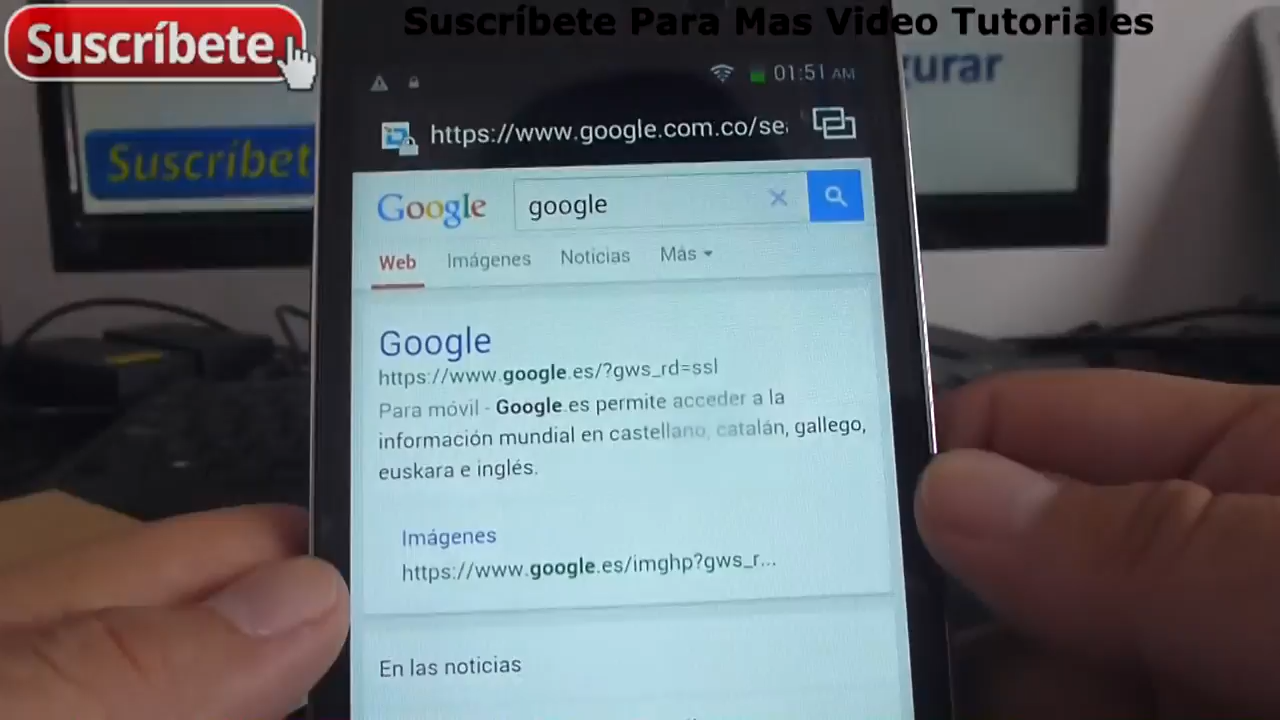 Suscríbete
Suscríbete Para Mas Video Tutoriales
01:51 AM
urar
https://www.google.com.co/se
Suscríbet
Google
google
Web Imágenes Noticias Más
Google
https://www.google.es/?gws_rd=ssl
Para móvil - Google.es permite acceder a la
información mundial en castellano, catalán, gallego,
euskara e inglés.
Imágenes
https://www.google.es/imghp?gws_r...
En las noticias